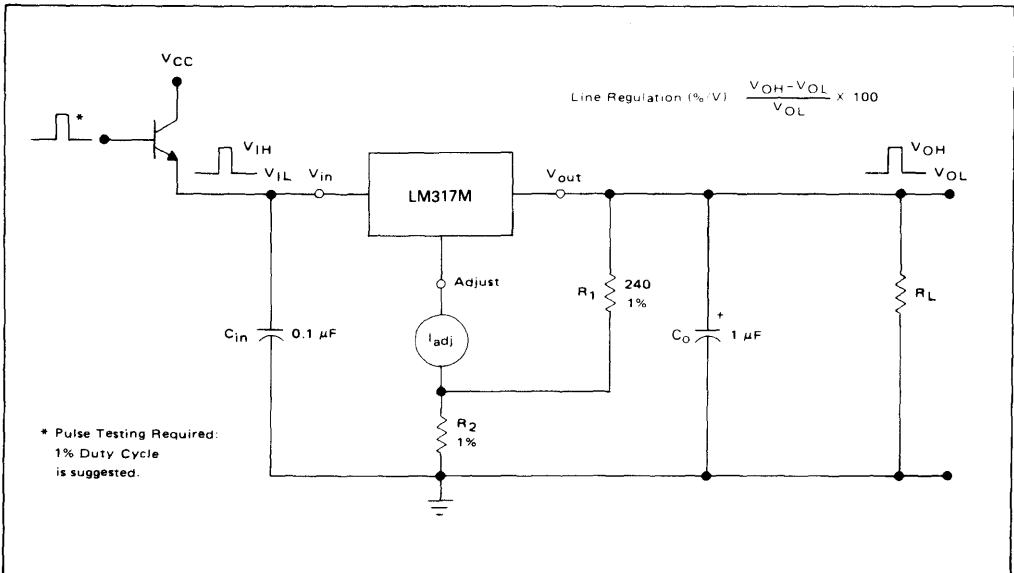 VCC
Line Regulation (%/V) VOH-VOL / VOL × 100
*
VIH
VIL
Vin
LM317M
Vout
VOH
VOL
Adjust
R1
240
1%
RL
Cin
0.1 μF
Iadj
CO
+
1 μF
R2
1%
* Pulse Testing Required:
1% Duty Cycle
is suggested.